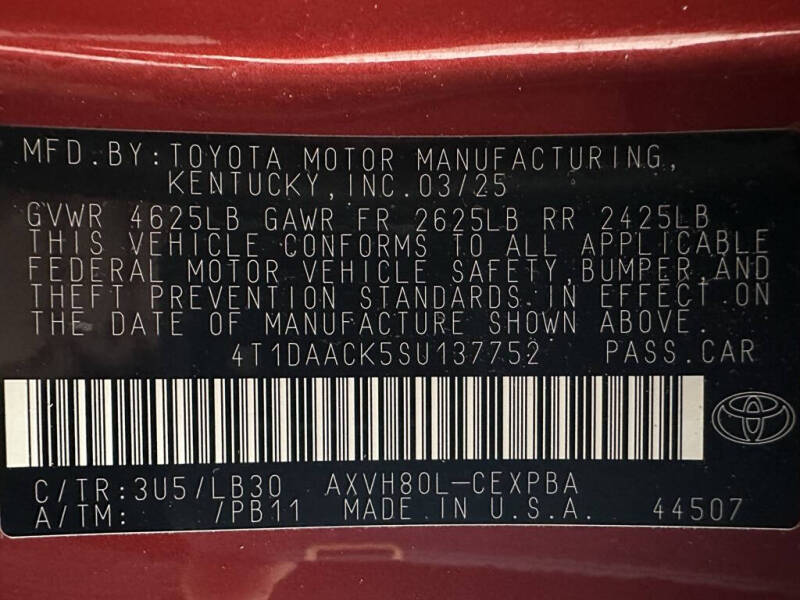 MFD.BY:TOYOTA MOTOR MANUFACTURING,
KENTUCKY,INC.03/25
GVWR 4625LB GAWR FR 2625LB RR 2425LB
THIS VEHICLE CONFORMS TO ALL APPLICABLE
FEDERAL MOTOR VEHICLE SAFETY,BUMPER,AND
THEFT PREVENTION STANDARDS IN EFFECT ON
THE DATE OF MANUFACTURE SHOWN ABOVE.
4T1DAACK5SU137752 PASS.CAR
C/TR:3U5/LB30 AXVH80L-CEXPBA
A/TM: /PB11 MADE IN U.S.A. 44507